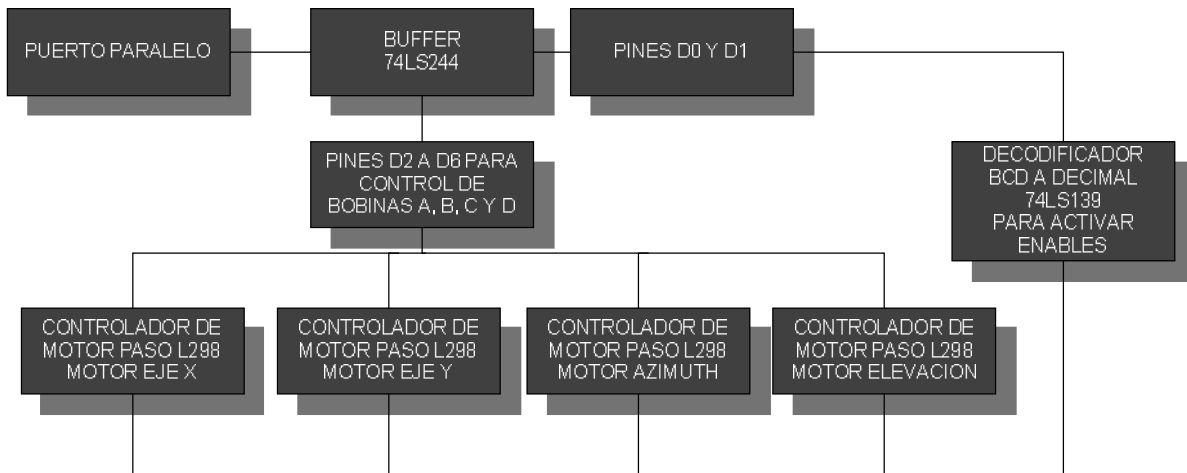 PUERTO PARALELO
BUFFER
74LS244
PINES D0 Y D1
PINES D2 A D6 PARA
CONTROL DE
BOBINAS A, B, C Y D
DECODIFICADOR
BCD A DECIMAL
74LS139
PARA ACTIVAR
ENABLES
CONTROLADOR DE
MOTOR PASO L298
MOTOR EJE X
CONTROLADOR DE
MOTOR PASO L298
MOTOR EJE Y
CONTROLADOR DE
MOTOR PASO L298
MOTOR AZIMUTH
CONTROLADOR DE
MOTOR PASO L298
MOTOR ELEVACION